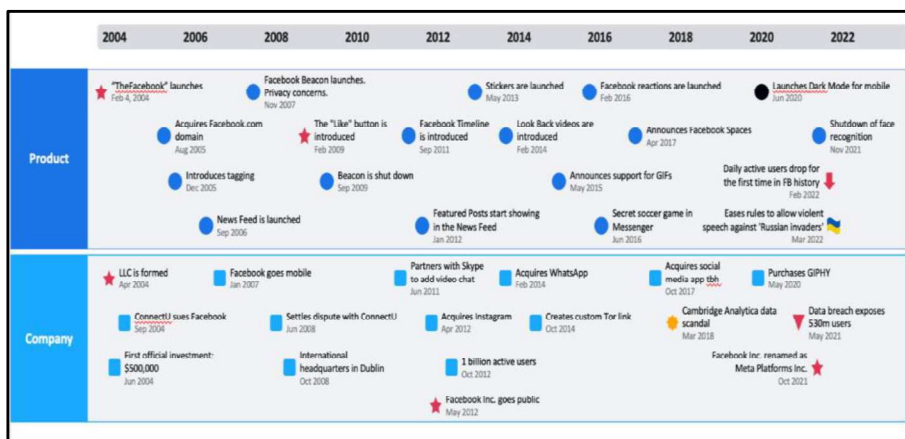 2004 2006 2008 2010 2012 2014 2016 2018 2020 2022
Product
"TheFacebook" launches
Feb 4, 2004
Facebook Beacon launches.
Privacy concerns.
Nov 2007
Stickers are launched
May 2013
Facebook reactions are launched
Feb 2016
Launches Dark Mode for mobile
Jun 2020
Acquires Facebook.com
domain
Aug 2005
The "Like" button is
introduced
Feb 2009
Facebook Timeline
is introduced
Sep 2011
Look Back videos are
introduced
Feb 2014
Announces Facebook Spaces
Apr 2017
Shutdown of face
recognition
Nov 2021
Introduces tagging
Dec 2005
Beacon is shut down
Sep 2009
Announces support for GIFs
May 2015
Daily active users drop for
the first time in FB history
Feb 2022
News Feed is launched
Sep 2006
Featured Posts start showing
in the News Feed
Jan 2012
Secret soccer game in
Messenger
Jun 2016
Eases rules to allow violent
speech against 'Russian invaders'
Mar 2022
Company
LLC is formed
Apr 2004
Facebook goes mobile
Jan 2007
Partners with Skype
to add video chat
Jun 2011
Acquires WhatsApp
Feb 2014
Acquires social
media app tbh
Oct 2017
Purchases GIPHY
May 2020
ConnectU sues Facebook
Sep 2004
Settles dispute with ConnectU
Jun 2008
Acquires Instagram
Apr 2012
Creates custom Tor link
Oct 2014
Cambridge Analytica data
scandal
Mar 2018
Data breach exposes
530m users
May 2021
First official investment:
$500,000
Jun 2004
International
headquarters in Dublin
Oct 2008
1 billion active users
Oct 2012
Facebook Inc. renamed as
Meta Platforms Inc.
Oct 2021
Facebook Inc. goes public
May 2012